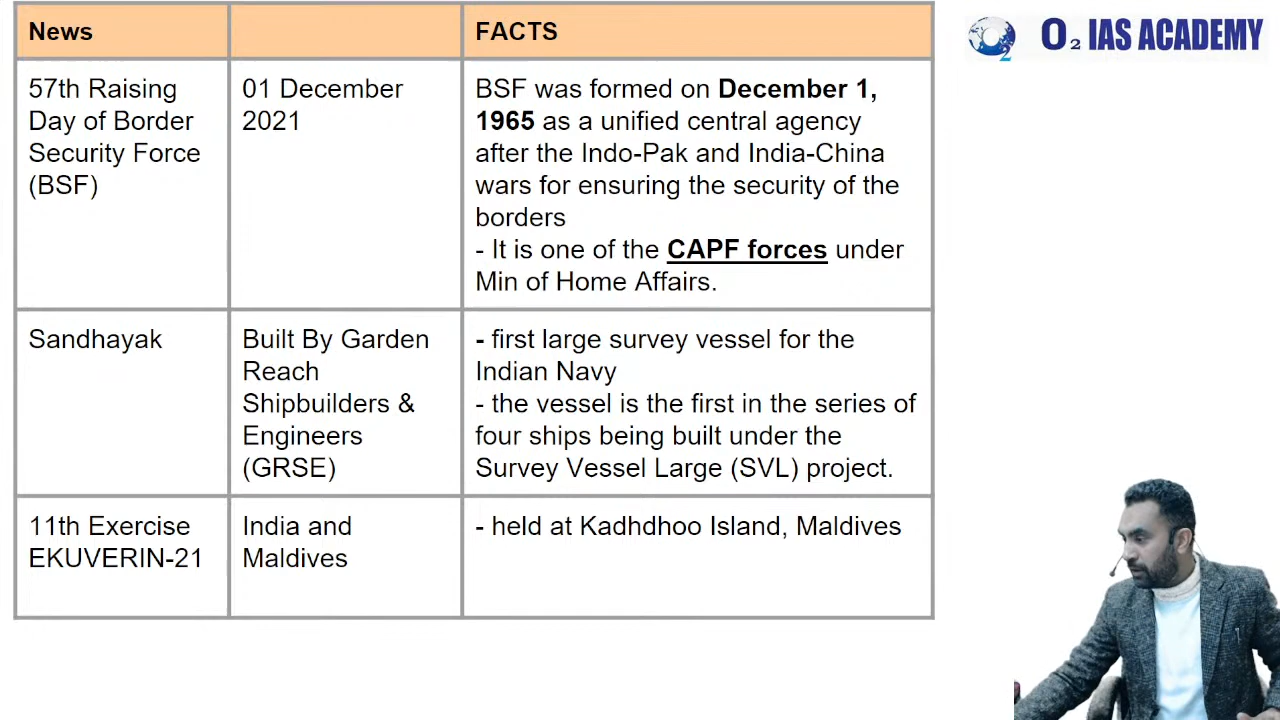 News
FACTS
57th Raising
Day of Border
Security Force
(BSF)
01 December
2021
BSF was formed on December 1,
1965 as a unified central agency
after the Indo-Pak and India-China
wars for ensuring the security of the
borders
- It is one of the CAPF forces under
Min of Home Affairs.
Sandhayak
Built By Garden
Reach
Shipbuilders &
Engineers
(GRSE)
- first large survey vessel for the
Indian Navy
- the vessel is the first in the series of
four ships being built under the
Survey Vessel Large (SVL) project.
11th Exercise
EKUVERIN-21
India and
Maldives
- held at Kadhdhoo Island, Maldives
O2 IAS ACADEMY
O2